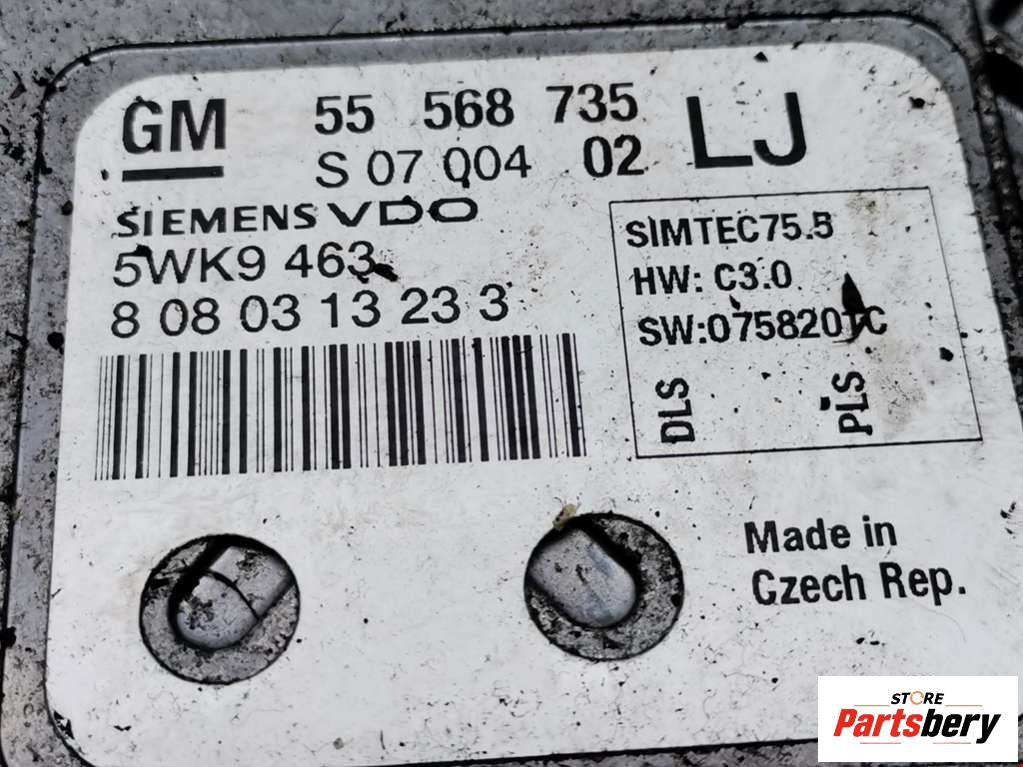 GM 55 568 735 LJ
S 07 004 02
SIEMENS VDO
5WK9 463
8 08 03 13 23 3
SIMTEC75.5
HW: C3.0
SW:0758201C
DLS PLS
Made in
Czech Rep.
STORE
Partsbery